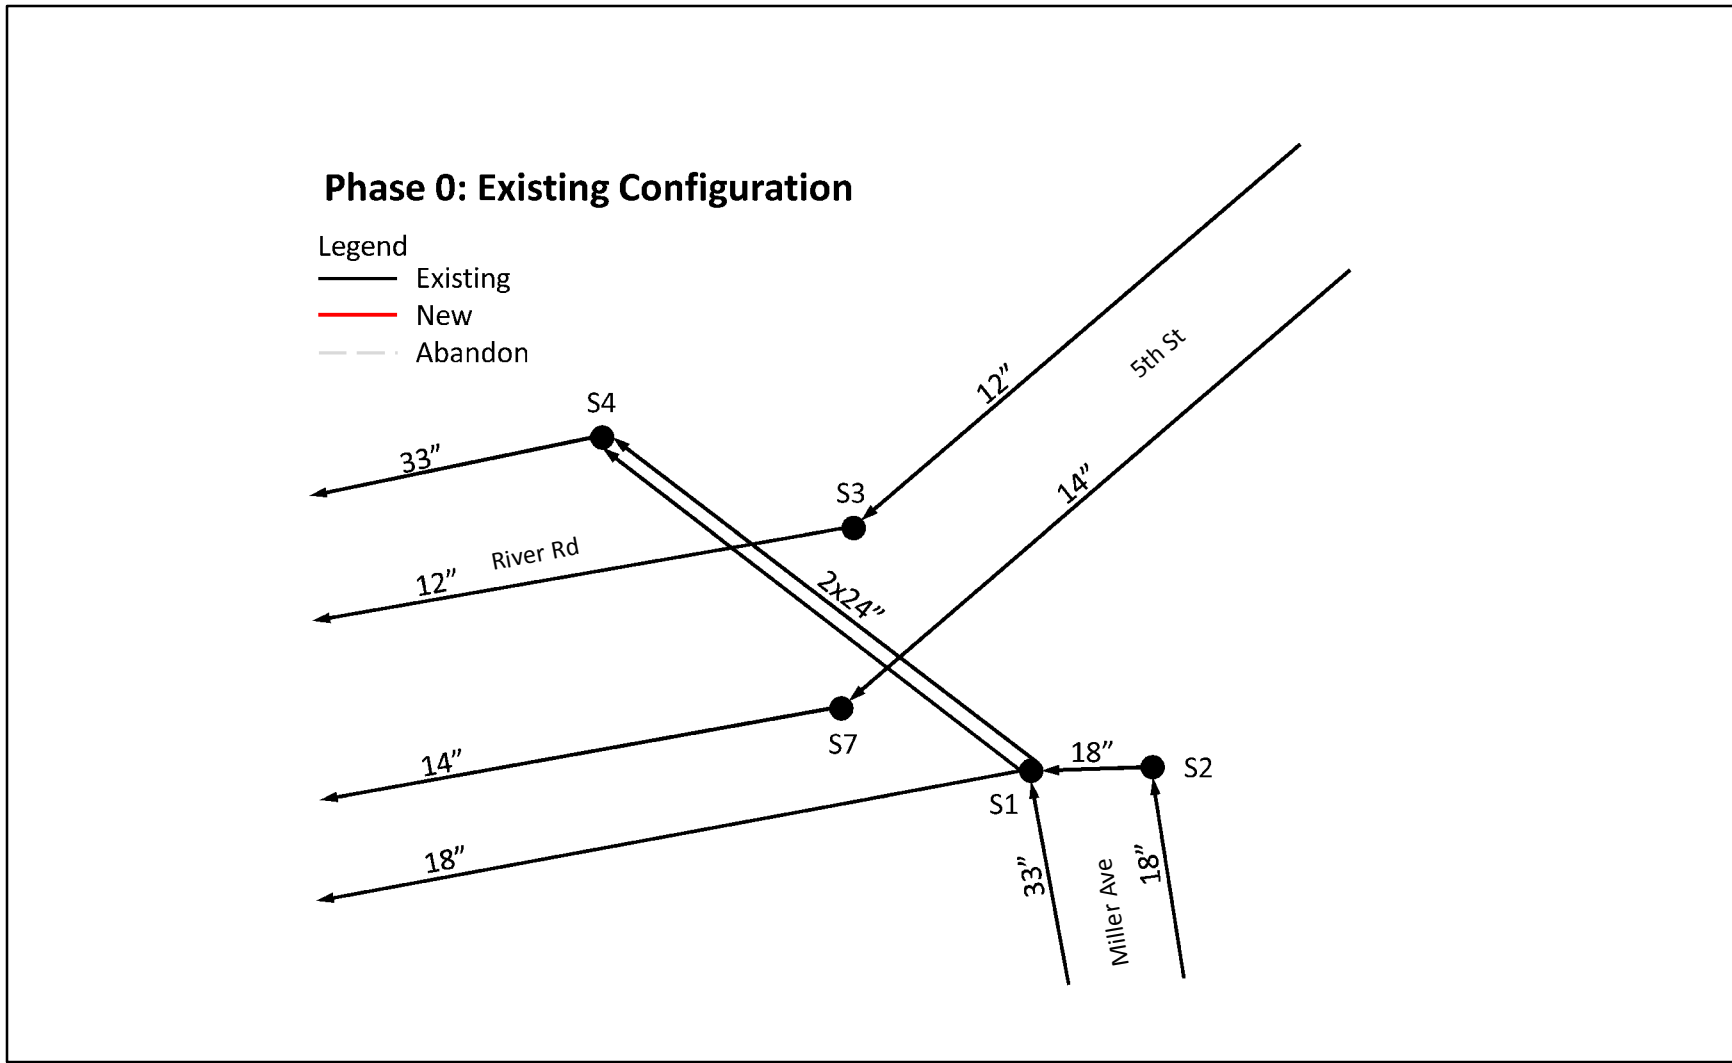 Phase 0: Existing Configuration
Legend
Existing
New
Abandon
5th St
12”
S4
33”
14”
S3
River Rd
12”
2x24”
S7
14”
18”
S2
S1
18”
33”
Miller Ave
18”